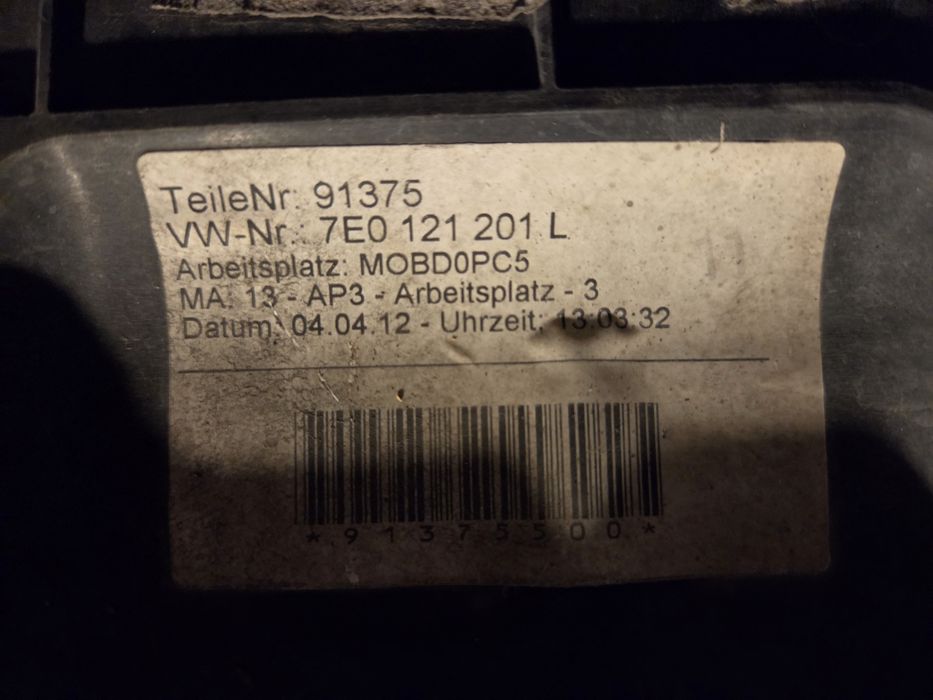 TeileNr: 91375
VW-Nr.: 7E0 121 201 L
Arbeitsplatz: MOBD0PC5
MA: 13 - AP3 - Arbeitsplatz - 3
Datum: 04.04.12 - Uhrzeit: 13:03:32
*91375500*